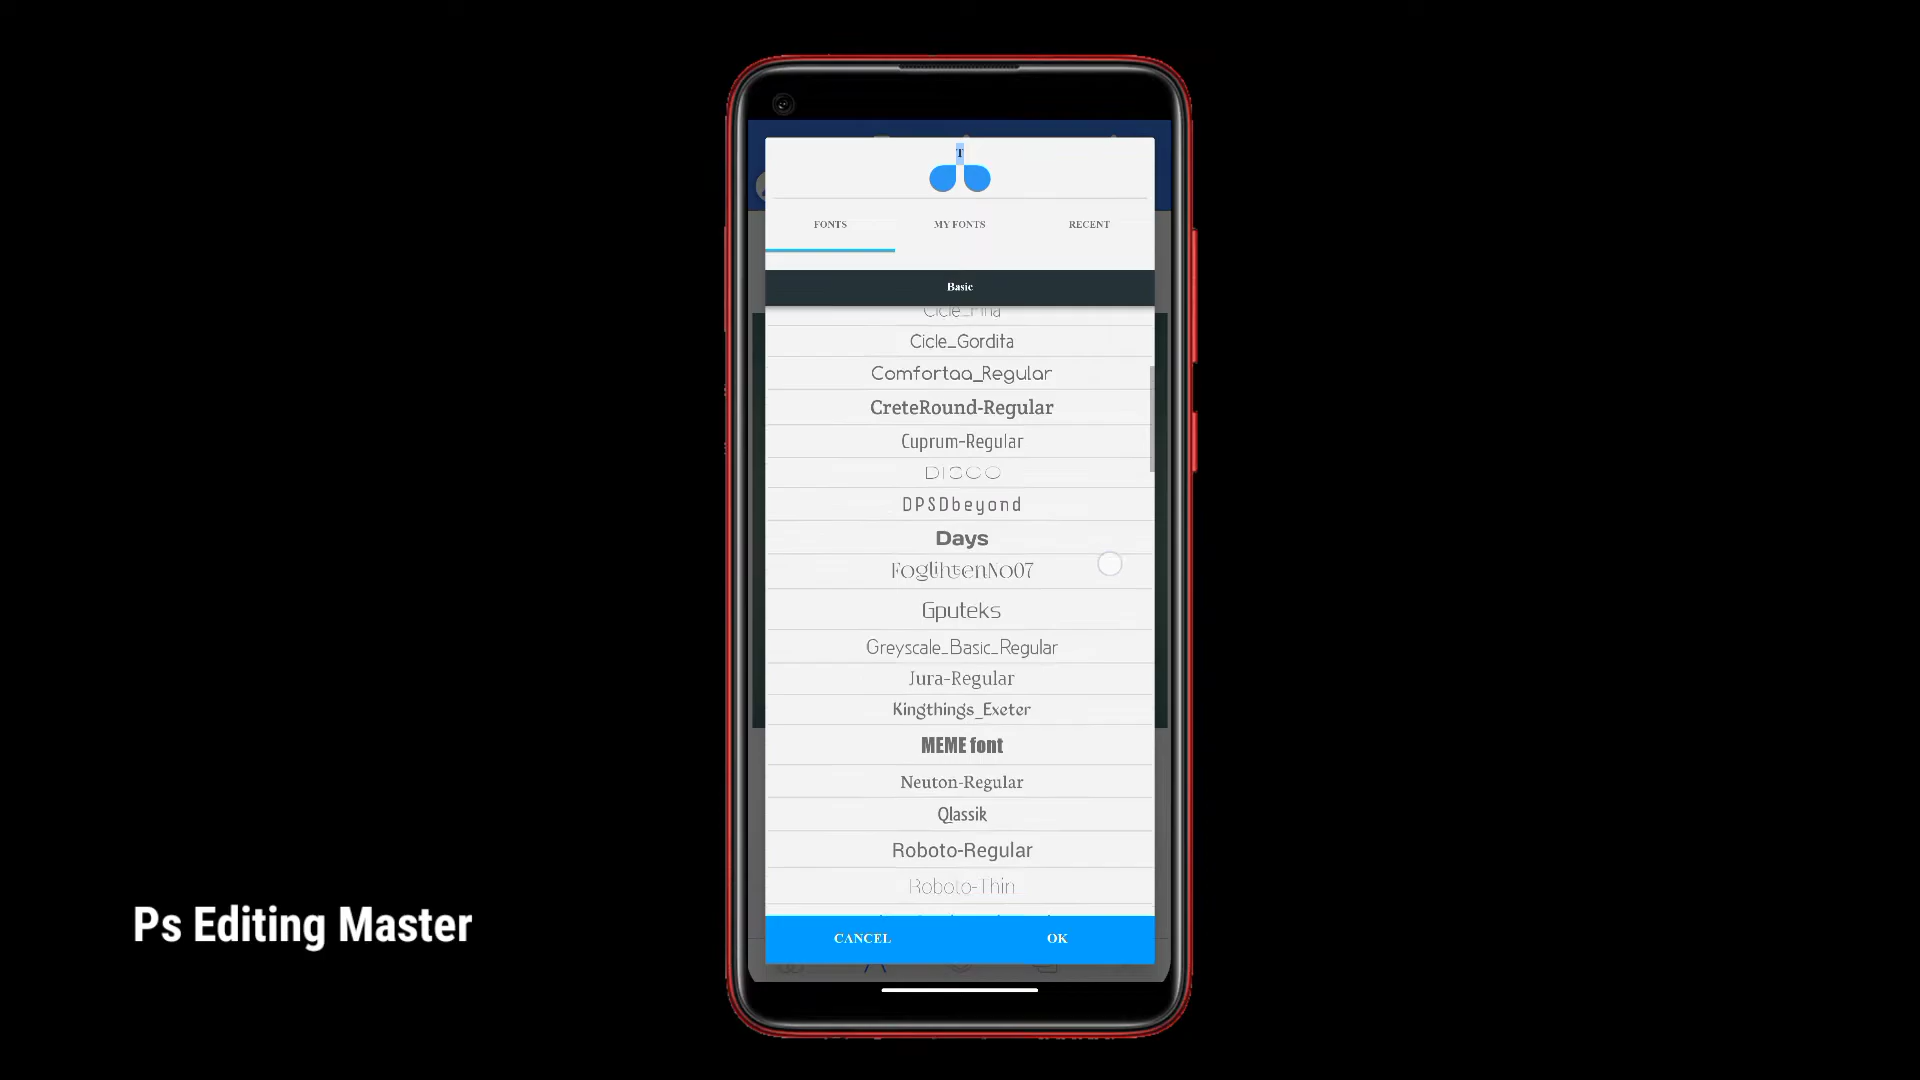 T
FONTS
MY FONTS
RECENT
Basic
Cicle_Gordita
Comfortaa_Regular
CreteRound-Regular
Cuprum-Regular
DISCO
DPSDbeyond
Days
FoglihtenNo07
Gputeks
Greyscale_Basic_Regular
Jura-Regular
Kingthings_Exeter
MEME font
Neuton-Regular
Qlassik
Roboto-Regular
Roboto-Thin
CANCEL
OK
Ps Editing Master